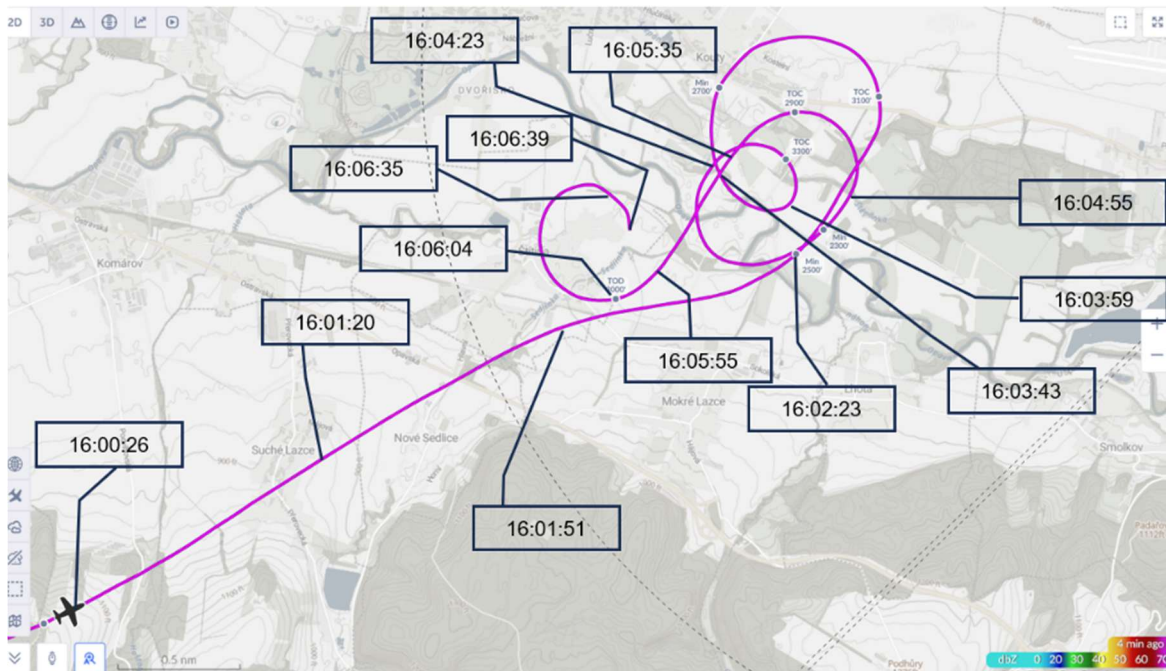 2D
3D
16:04:23
16:05:35
Kouty
DVOŘISKO
Min
2700'
TOC
2900'
TOC
3100'
16:06:39
TOC
3300'
16:06:35
16:04:55
Komárov
16:06:04
Min
2300'
Min
2500'
TOD
16:03:59
16:01:20
16:05:55
Lhota
16:03:43
Mokré Lazce
16:02:23
16:00:26
Nové Sedlice
Suché Lazce
Smolkov
16:01:51
1112ft
0.5 nm
Podhůry
4 min ago
dbZ 0 20 30 40 50 60 70